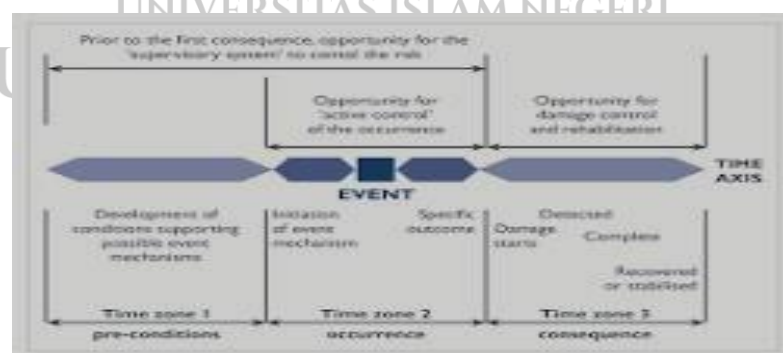 UNIVERSITAS ISLAM NEGERI
Prior to the first consequence, opportunity for the
'supervisory system' to control the risk
Opportunity for
'active control'
of the occurrence
Opportunity for
damage control
and rehabilitation
TIME
AXIS
EVENT
Development of
conditions supporting
possible event
mechanisms
Initiation
of event
mechanism
Specific
outcome
Damage
starts
Detected
Complete
Recovered
or stabilised
Time zone 1
pre-conditions
Time zone 2
occurrence
Time zone 3
consequence